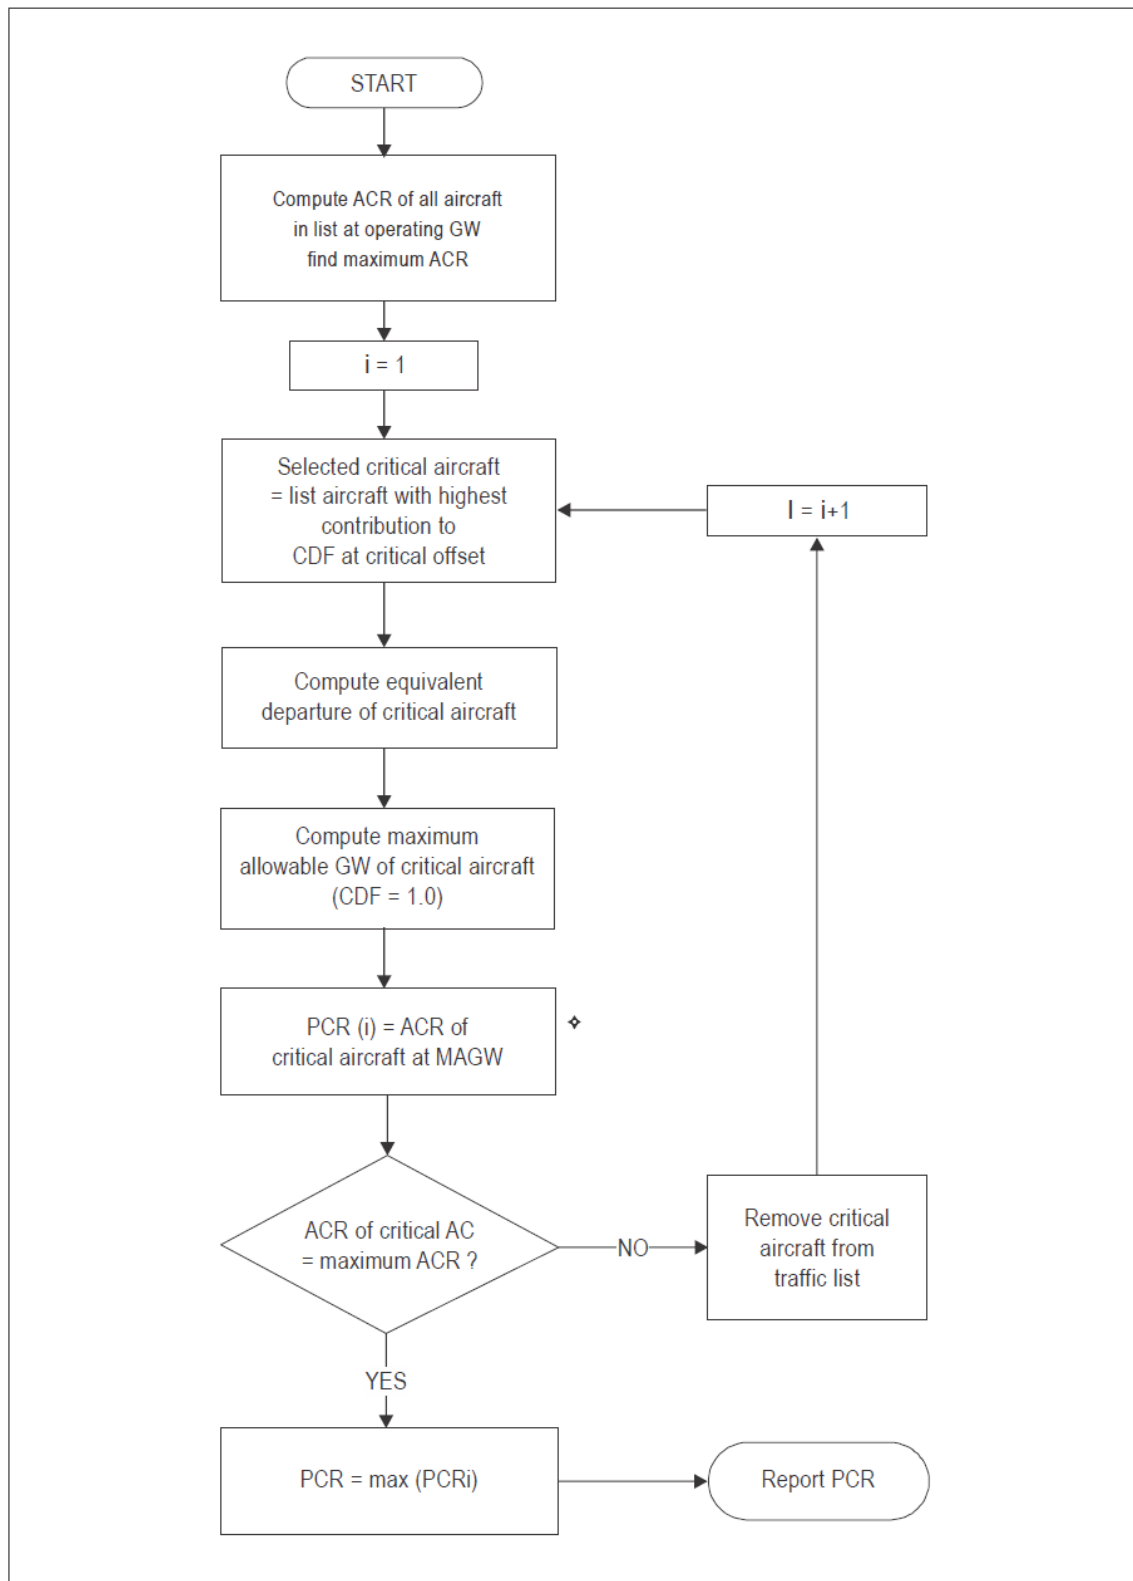 START
Compute ACR of all aircraft
in list at operating GW
find maximum ACR
i = 1
Selected critical aircraft
= list aircraft with highest
contribution to
CDF at critical offset
I = i+1
Compute equivalent
departure of critical aircraft
Compute maximum
allowable GW of critical aircraft
(CDF = 1.0)
PCR (i) = ACR of
critical aircraft at MAGW
ACR of critical AC
= maximum ACR ?
NO
Remove critical
aircraft from
traffic list
YES
PCR = max (PCRi)
Report PCR